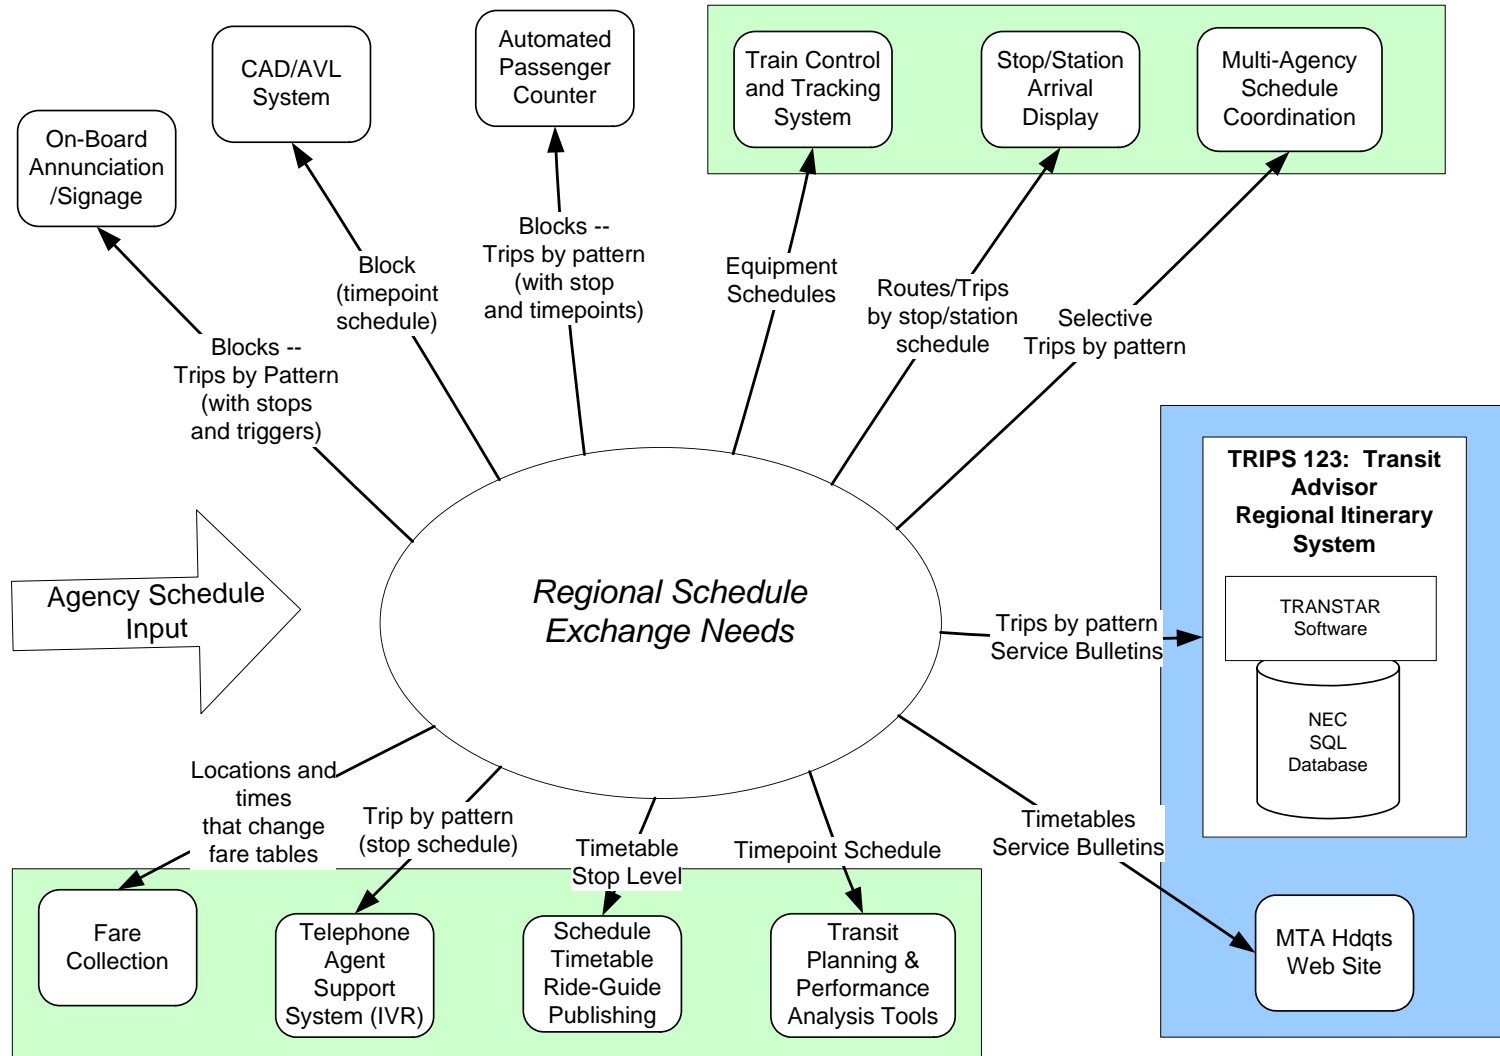 On-Board
Annunciation
/Signage
CAD/AVL
System
Automated
Passenger
Counter
Train Control
and Tracking
System
Stop/Station
Arrival
Display
Multi-Agency
Schedule
Coordination
Blocks --
Trips by Pattern
(with stops
and triggers)
Block
(timepoint
schedule)
Blocks --
Trips by pattern
(with stop
and timepoints)
Equipment
Schedules
Routes/Trips
by stop/station
schedule
Selective
Trips by pattern
Agency Schedule
Input
Regional Schedule
Exchange Needs
Trips by pattern
Service Bulletins
TRIPS 123:  Transit
Advisor
Regional Itinerary
System
TRANSTAR
Software
NEC
SQL
Database
Timetables
Service Bulletins
MTA Hdqts
Web Site
Locations and
times
that change
fare tables
Trip by pattern
(stop schedule)
Timetable
Stop Level
Timepoint Schedule
Fare
Collection
Telephone
Agent
Support
System (IVR)
Schedule
Timetable
Ride-Guide
Publishing
Transit
Planning &
Performance
Analysis Tools